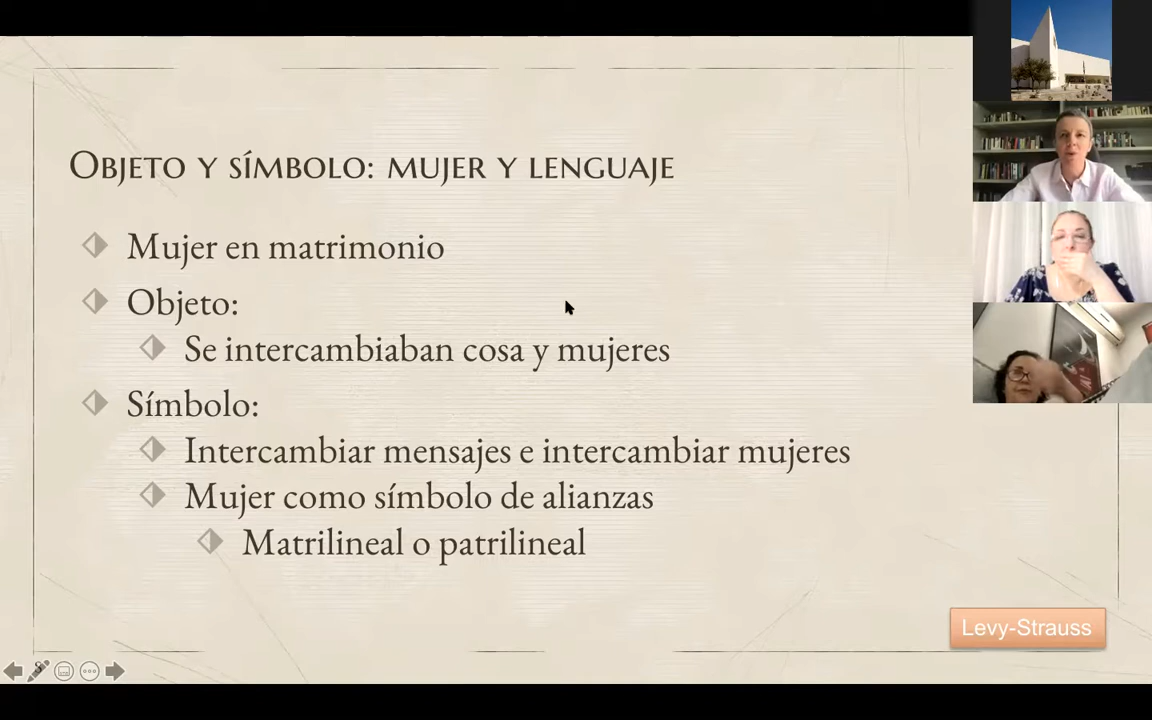 Objeto y símbolo: mujer y lenguaje
Mujer en matrimonio
Objeto:
Se intercambiaban cosa y mujeres
Símbolo:
Intercambiar mensajes e intercambiar mujeres
Mujer como símbolo de alianzas
Matrilineal o patrilineal
Levy-Strauss